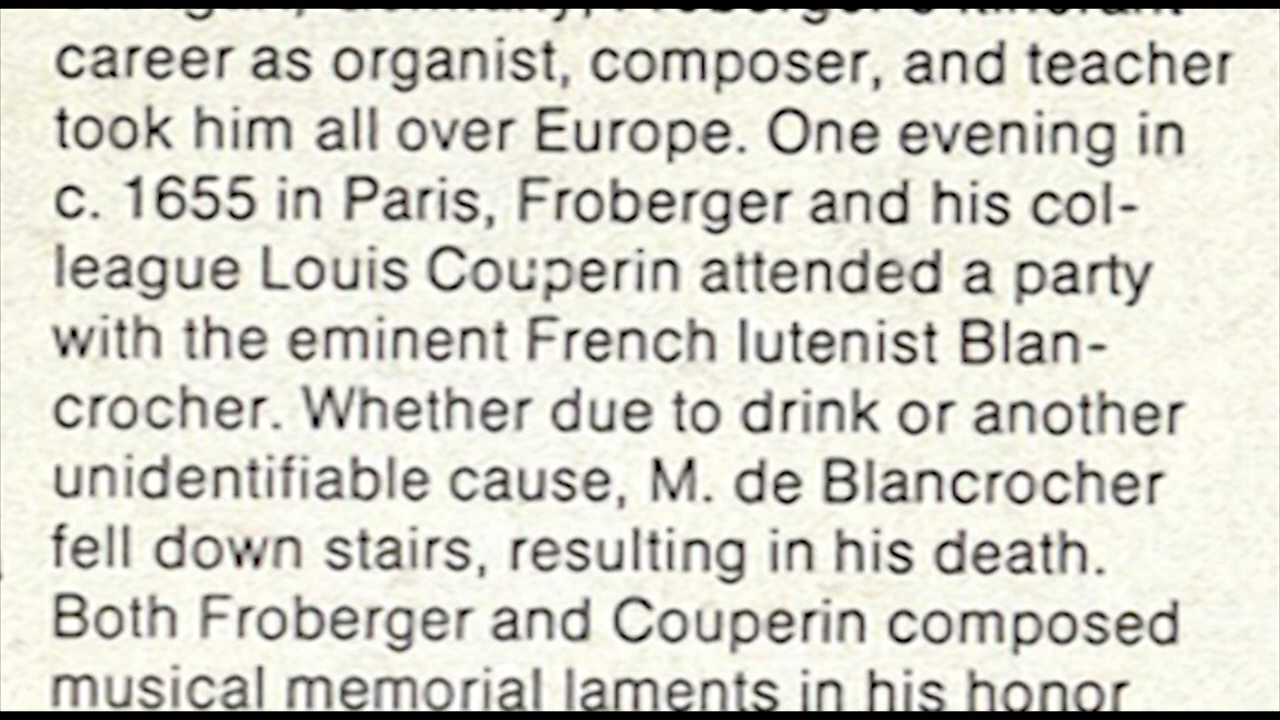 career as organist, composer, and teacher
took him all over Europe. One evening in
c. 1655 in Paris, Froberger and his col-
league Louis Couperin attended a party
with the eminent French lutenist Blan-
crocher. Whether due to drink or another
unidentifiable cause, M. de Blancrocher
fell down stairs, resulting in his death.
Both Froberger and Couperin composed
musical memorial laments in his honor